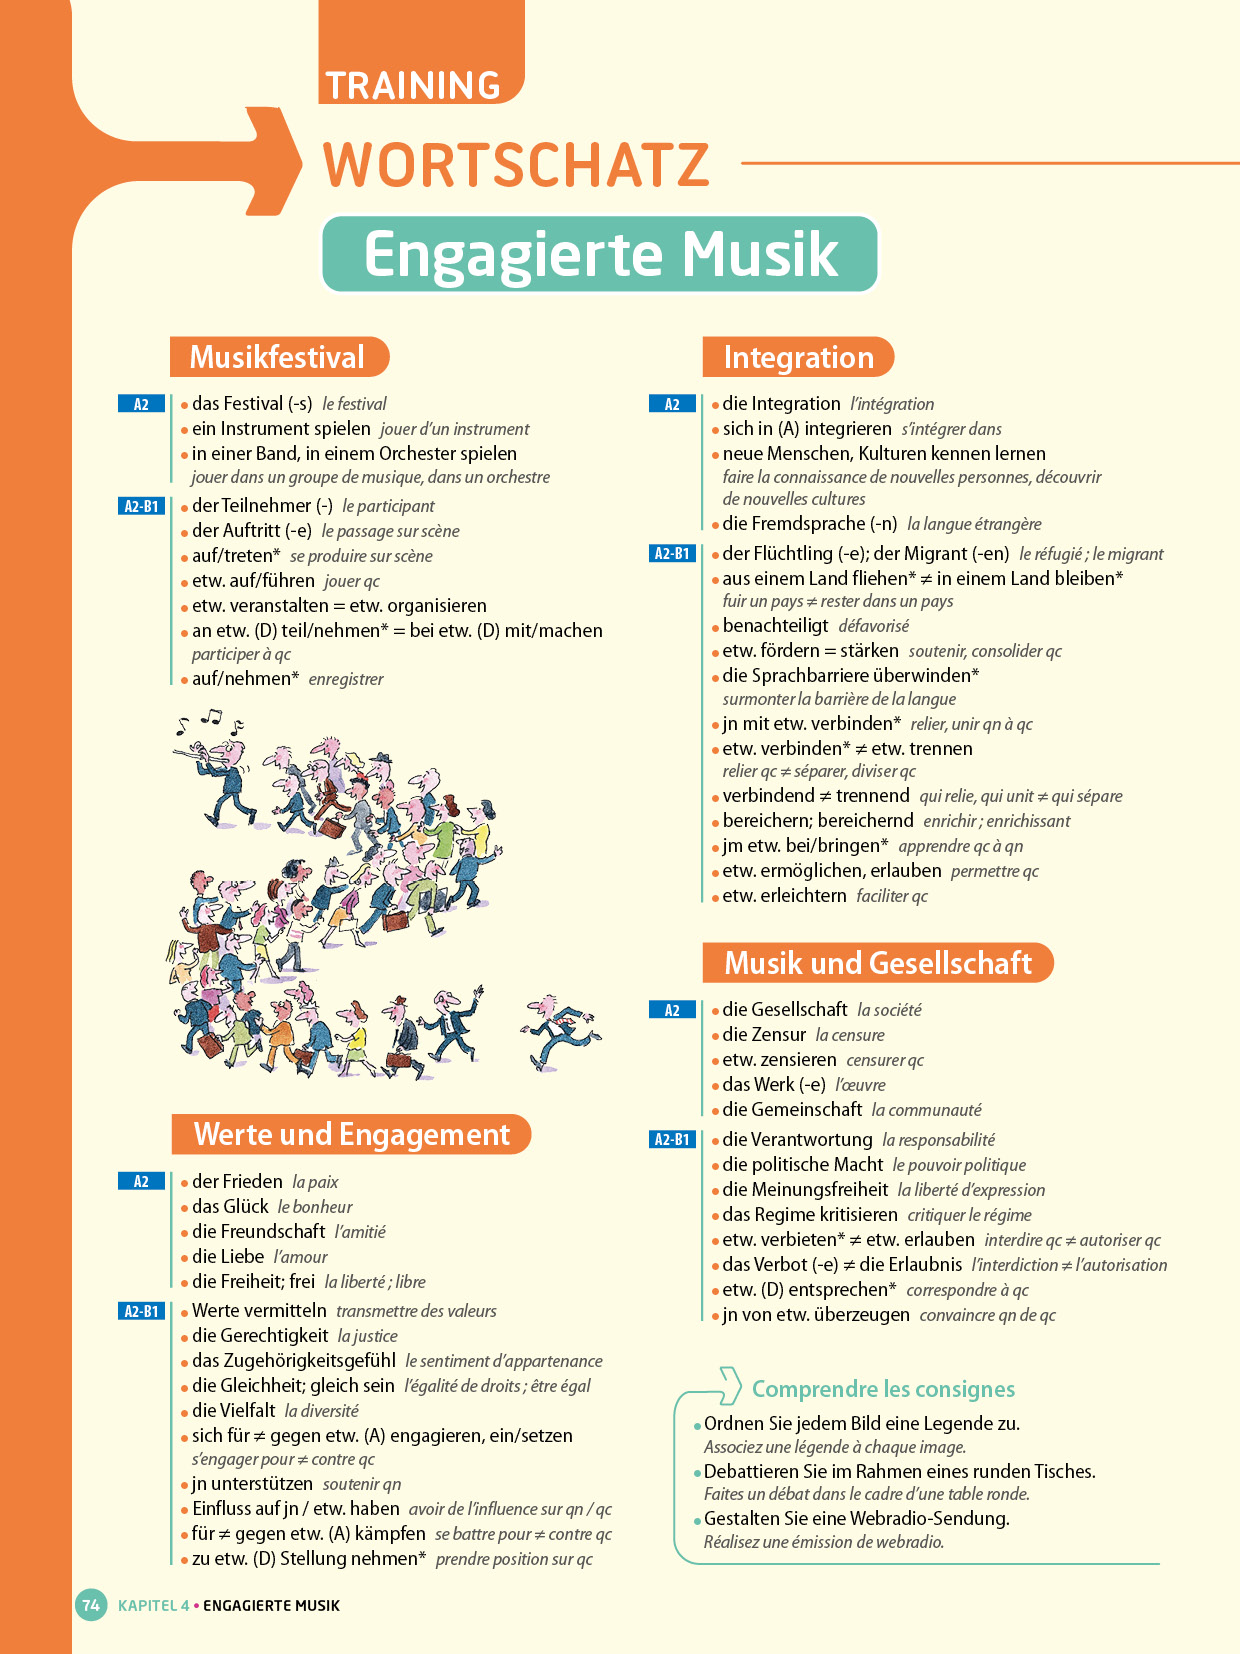 TRAINING
WORTSCHATZ
Engagierte Musik
Musikfestival
A2
• das Festival (-s) le festival
• ein Instrument spielen jouer d'un instrument
• in einer Band, in einem Orchester spielen
jouer dans un groupe de musique, dans un orchestre
A2-B1
• der Teilnehmer (-) le participant
• der Auftritt (-e) le passage sur scène
• auf/treten* se produire sur scène
• etw. auf/führen jouer qc
• etw. veranstalten = etw. organisieren
• an etw. (D) teil/nehmen* = bei etw. (D) mit/machen
participer à qc
• auf/nehmen* enregistrer
Werte und Engagement
A2
• der Frieden la paix
• das Glück le bonheur
• die Freundschaft l'amitié
• die Liebe l'amour
• die Freiheit; frei la liberté ; libre
A2-B1
• Werte vermitteln transmettre des valeurs
• die Gerechtigkeit la justice
• das Zugehörigkeitsgefühl le sentiment d'appartenance
• die Gleichheit; gleich sein l'égalité de droits ; être égal
• die Vielfalt la diversité
• sich für ≠ gegen etw. (A) engagieren, ein/setzen
s'engager pour ≠ contre qc
• jn unterstützen soutenir qn
• Einfluss auf jn / etw. haben avoir de l'influence sur qn / qc
• für ≠ gegen etw. (A) kämpfen se battre pour ≠ contre qc
• zu etw. (D) Stellung nehmen* prendre position sur qc
Integration
A2
• die Integration l'intégration
• sich in (A) integrieren s'intégrer dans
• neue Menschen, Kulturen kennen lernen
faire la connaissance de nouvelles personnes, découvrir
de nouvelles cultures
• die Fremdsprache (-n) la langue étrangère
A2-B1
• der Flüchtling (-e); der Migrant (-en) le réfugié ; le migrant
• aus einem Land fliehen* ≠ in einem Land bleiben*
fuir un pays ≠ rester dans un pays
• benachteiligt défavorisé
• etw. fördern = stärken soutenir, consolider qc
• die Sprachbarriere überwinden*
surmonter la barrière de la langue
• jn mit etw. verbinden* relier, unir qn à qc
• etw. verbinden* ≠ etw. trennen
relier qc ≠ séparer, diviser qc
• verbindend ≠ trennend qui relie, qui unit ≠ qui sépare
• bereichern; bereichernd enrichir ; enrichissant
• jm etw. bei/bringen* apprendre qc à qn
• etw. ermöglichen, erlauben permettre qc
• etw. erleichtern faciliter qc
Musik und Gesellschaft
A2
• die Gesellschaft la société
• die Zensur la censure
• etw. zensieren censurer qc
• das Werk (-e) l'œuvre
• die Gemeinschaft la communauté
A2-B1
• die Verantwortung la responsabilité
• die politische Macht le pouvoir politique
• die Meinungsfreiheit la liberté d'expression
• das Regime kritisieren critiquer le régime
• etw. verbieten* ≠ etw. erlauben interdire qc ≠ autoriser qc
• das Verbot (-e) ≠ die Erlaubnis l'interdiction ≠ l'autorisation
• etw. (D) entsprechen* correspondre à qc
• jn von etw. überzeugen convaincre qn de qc
Comprendre les consignes
• Ordnen Sie jedem Bild eine Legende zu.
Associez une légende à chaque image.
• Debattieren Sie im Rahmen eines runden Tisches.
Faites un débat dans le cadre d'une table ronde.
• Gestalten Sie eine Webradio-Sendung.
Réalisez une émission de webradio.
74 KAPITEL 4 • ENGAGIERTE MUSIK